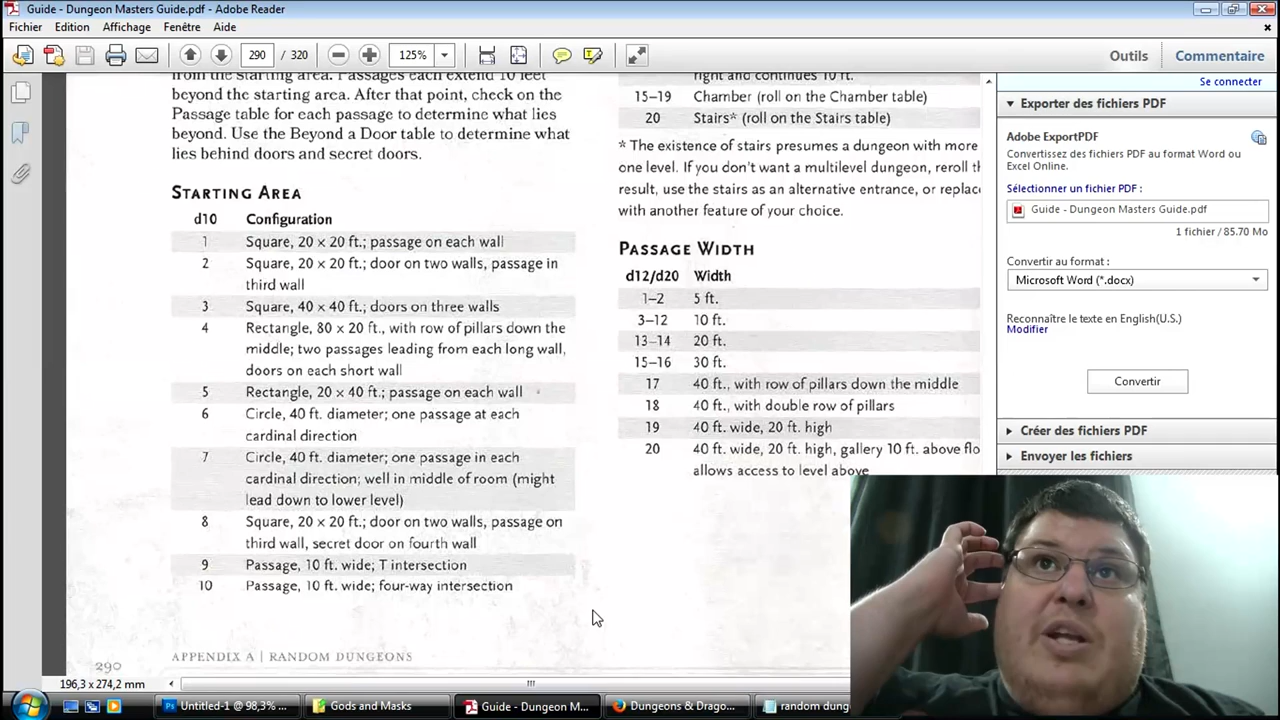 Guide - Dungeon Masters Guide.pdf - Adobe Reader
Fichier Edition Affichage Fenêtre Aide
290 / 320 125% Outils Commentaire
from the starting area. Passages each extend 10 feet
beyond the starting area. After that point, check on the
Passage table for each passage to determine what lies
beyond. Use the Beyond a Door table to determine what
lies behind doors and secret doors.
STARTING AREA
d10 Configuration
1 Square, 20 × 20 ft.; passage on each wall
2 Square, 20 × 20 ft.; door on two walls, passage in
third wall
3 Square, 40 × 40 ft.; doors on three walls
4 Rectangle, 80 × 20 ft., with row of pillars down the
middle; two passages leading from each long wall,
doors on each short wall
5 Rectangle, 20 × 40 ft.; passage on each wall
6 Circle, 40 ft. diameter; one passage at each
cardinal direction
7 Circle, 40 ft. diameter; one passage in each
cardinal direction; well in middle of room (might
lead down to lower level)
8 Square, 20 × 20 ft.; door on two walls, passage on
third wall, secret door on fourth wall
9 Passage, 10 ft. wide; T intersection
10 Passage, 10 ft. wide; four-way intersection
290 APPENDIX A | RANDOM DUNGEONS
right and continues 10 ft.
15–19 Chamber (roll on the Chamber table)
20 Stairs* (roll on the Stairs table)
* The existence of stairs presumes a dungeon with more
one level. If you don't want a multilevel dungeon, reroll th
result, use the stairs as an alternative entrance, or replac
with another feature of your choice.
PASSAGE WIDTH
d12/d20 Width
1–2 5 ft.
3–12 10 ft.
13–14 20 ft.
15–16 30 ft.
17 40 ft., with row of pillars down the middle
18 40 ft., with double row of pillars
19 40 ft. wide, 20 ft. high
20 40 ft. wide, 20 ft. high, gallery 10 ft. above flo
allows access to level above
Se connecter
Exporter des fichiers PDF
Adobe ExportPDF
Convertissez des fichiers PDF au format Word ou
Excel Online.
Sélectionner un fichier PDF :
Guide - Dungeon Masters Guide.pdf
1 fichier / 85.70 Mo
Convertir au format :
Microsoft Word (*.docx)
Reconnaître le texte en English(U.S.)
Modifier
Convertir
Créer des fichiers PDF
Envoyer les fichiers
196,3 x 274,2 mm
Untitled-1 @ 98,3% ... Gods and Masks Guide - Dungeon M... Dungeons & Drago... random dung